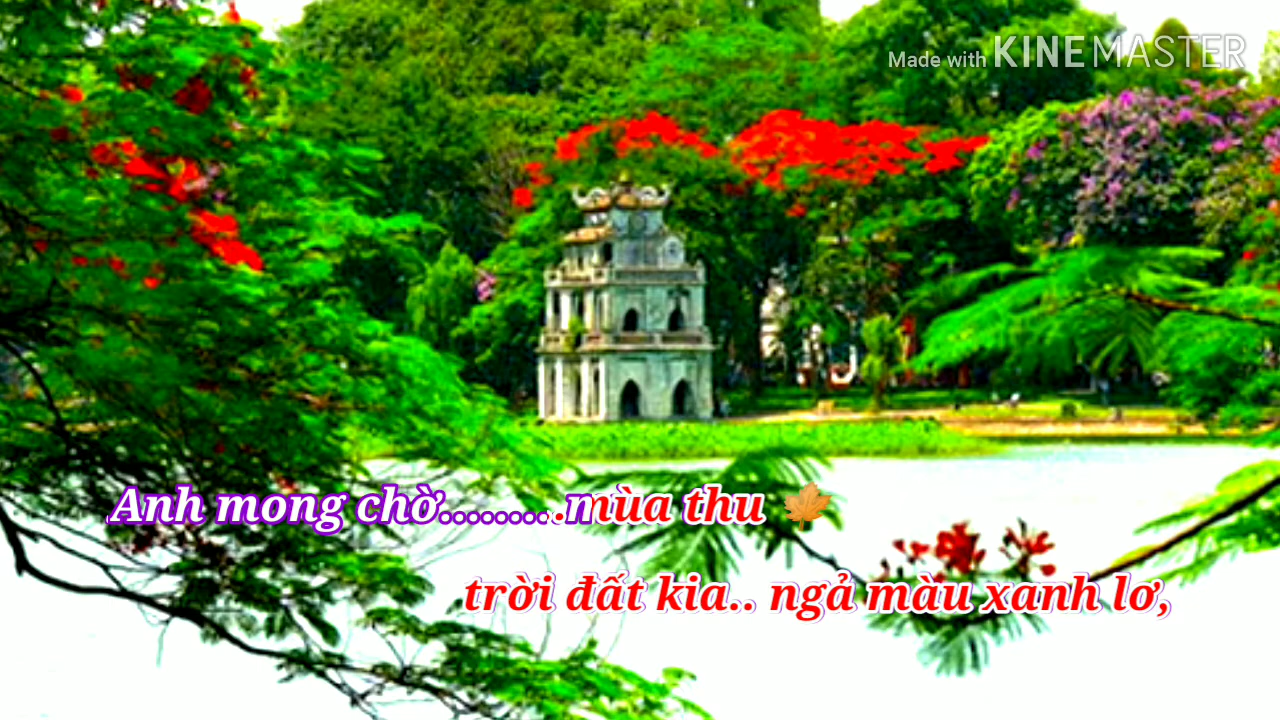 Made with KINEMASTER
Anh mong chờ..........mùa thu 🍁
trời đất kia.. ngả màu xanh lơ,